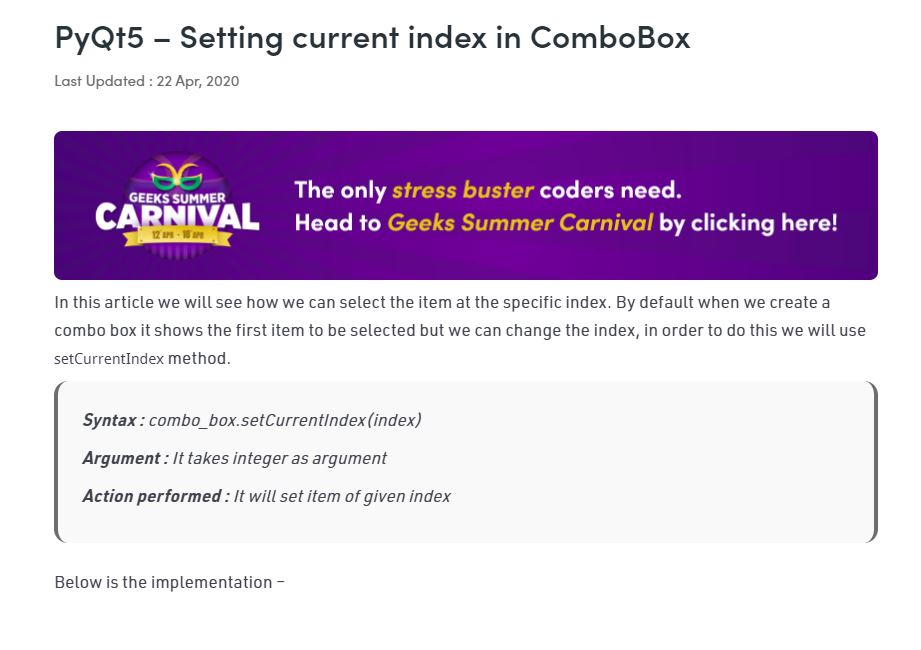 PyQt5 – Setting current index in ComboBox
Last Updated : 22 Apr, 2020
GEEKS SUMMER
CARNIVAL
12 APR - 18 APR
The only stress buster coders need.
Head to Geeks Summer Carnival by clicking here!
In this article we will see how we can select the item at the specific index. By default when we create a
combo box it shows the first item to be selected but we can change the index, in order to do this we will use
setCurrentIndex method.
Syntax : combo_box.setCurrentIndex(index)
Argument : It takes integer as argument
Action performed : It will set item of given index
Below is the implementation –